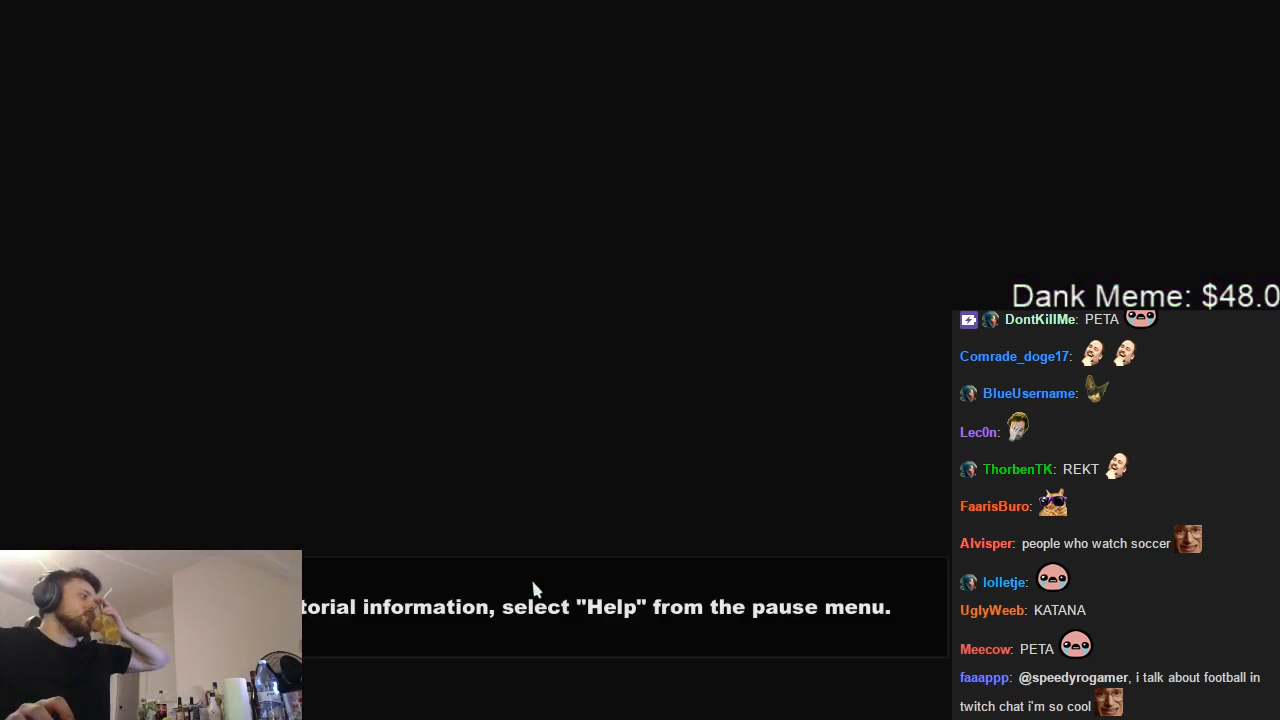 Dank Meme: $48.0
DontKillMe: PETA
Comrade_doge17:
BlueUsername:
Lec0n:
ThorbenTK: REKT
FaarisBuro:
Alvisper: people who watch soccer
lolletje:
UglyWeeb: KATANA
Meecow: PETA
faaappp: @speedyrogamer, i talk about football in
twitch chat i'm so cool
torial information, select "Help" from the pause menu.